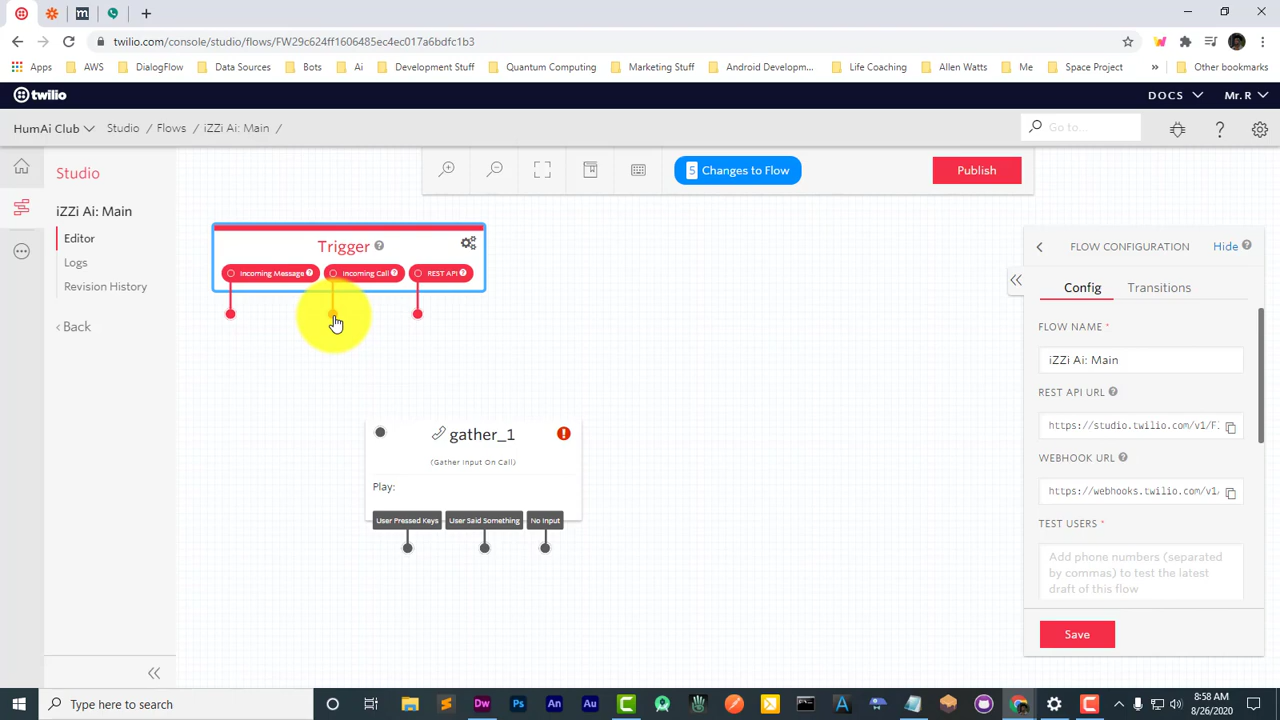 twilio.com/console/studio/flows/FW29c624ff1606485ec4ec017a6bdfc1b3
Apps AWS DialogFlow Data Sources Bots Ai Development Stuff Quantum Computing Marketing Stuff Android Developm... Life Coaching Allen Watts Me Space Project » Other bookmarks
twilio DOCS Mr. R
HumAi Club Studio / Flows / iZZi Ai: Main / Go to...
Studio
5 Changes to Flow
Publish
iZZi Ai: Main
Editor
Logs
Revision History
‹ Back
Trigger
Incoming Message Incoming Call REST API
gather_1
(Gather Input On Call)
Play:
User Pressed Keys User Said Something No Input
FLOW CONFIGURATION Hide
Config Transitions
FLOW NAME *
iZZi Ai: Main
REST API URL
https://studio.twilio.com/v1/F
WEBHOOK URL
https://webhooks.twilio.com/v1
TEST USERS *
Add phone numbers (separated
by commas) to test the latest
draft of this flow
Save
Type here to search
8:58 AM
8/26/2020